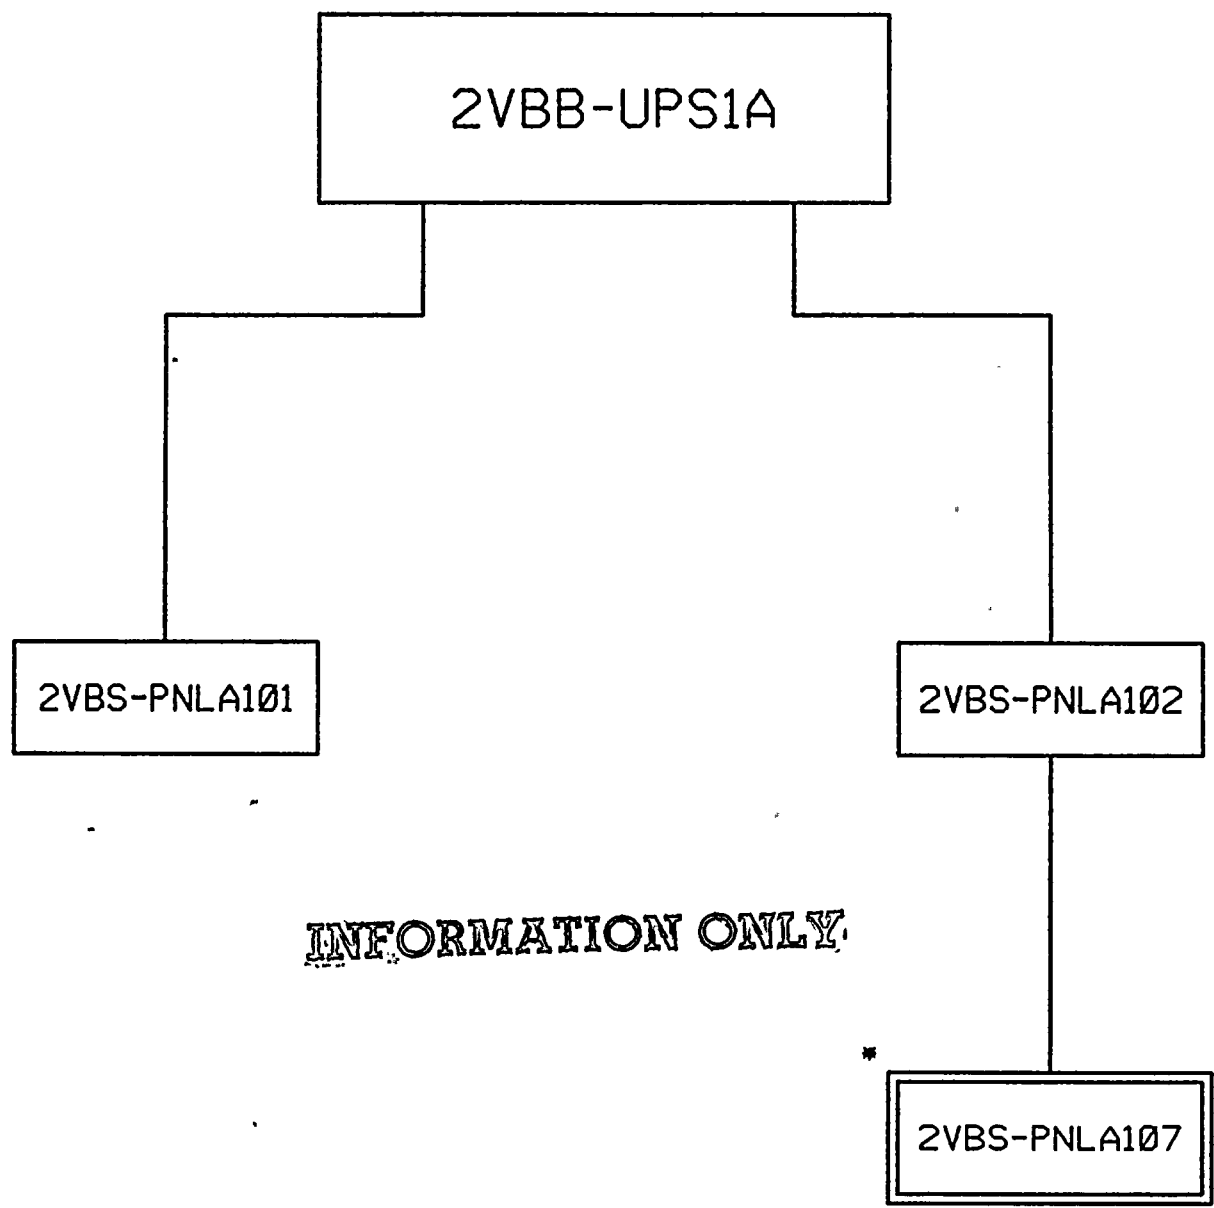 2VBB-UPS1A
2VBS-PNLA101
2VBS-PNLA102
INFORMATION ONLY
*
2VBS-PNLA107